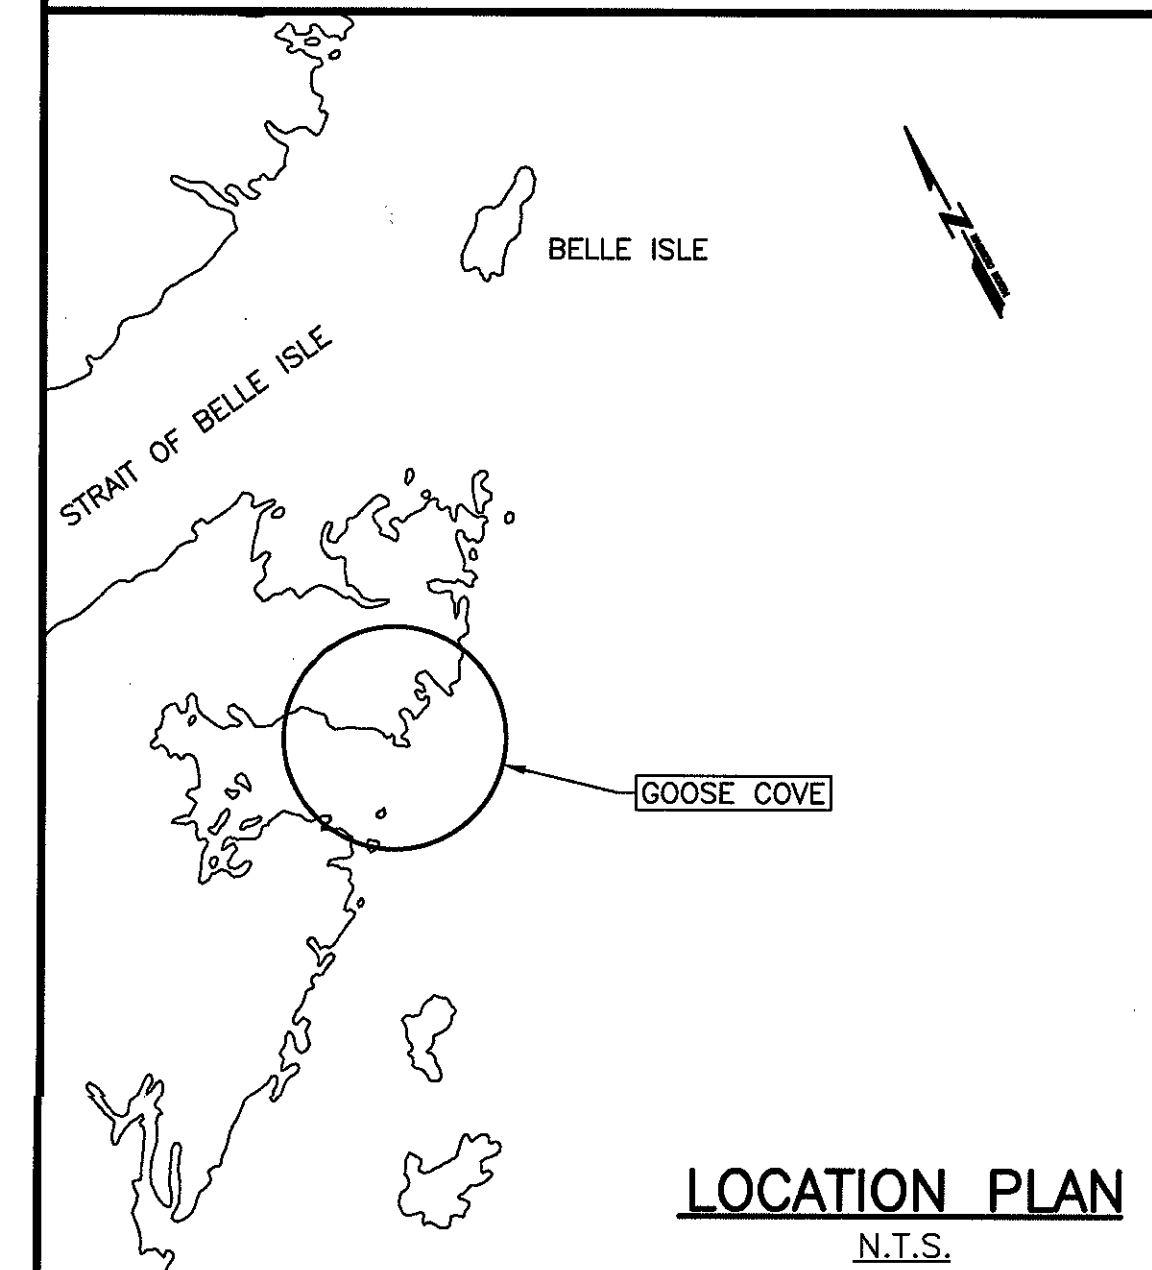 BELLE ISLE
N
STRAIT OF BELLE ISLE
GOOSE COVE
LOCATION PLAN
N.T.S.